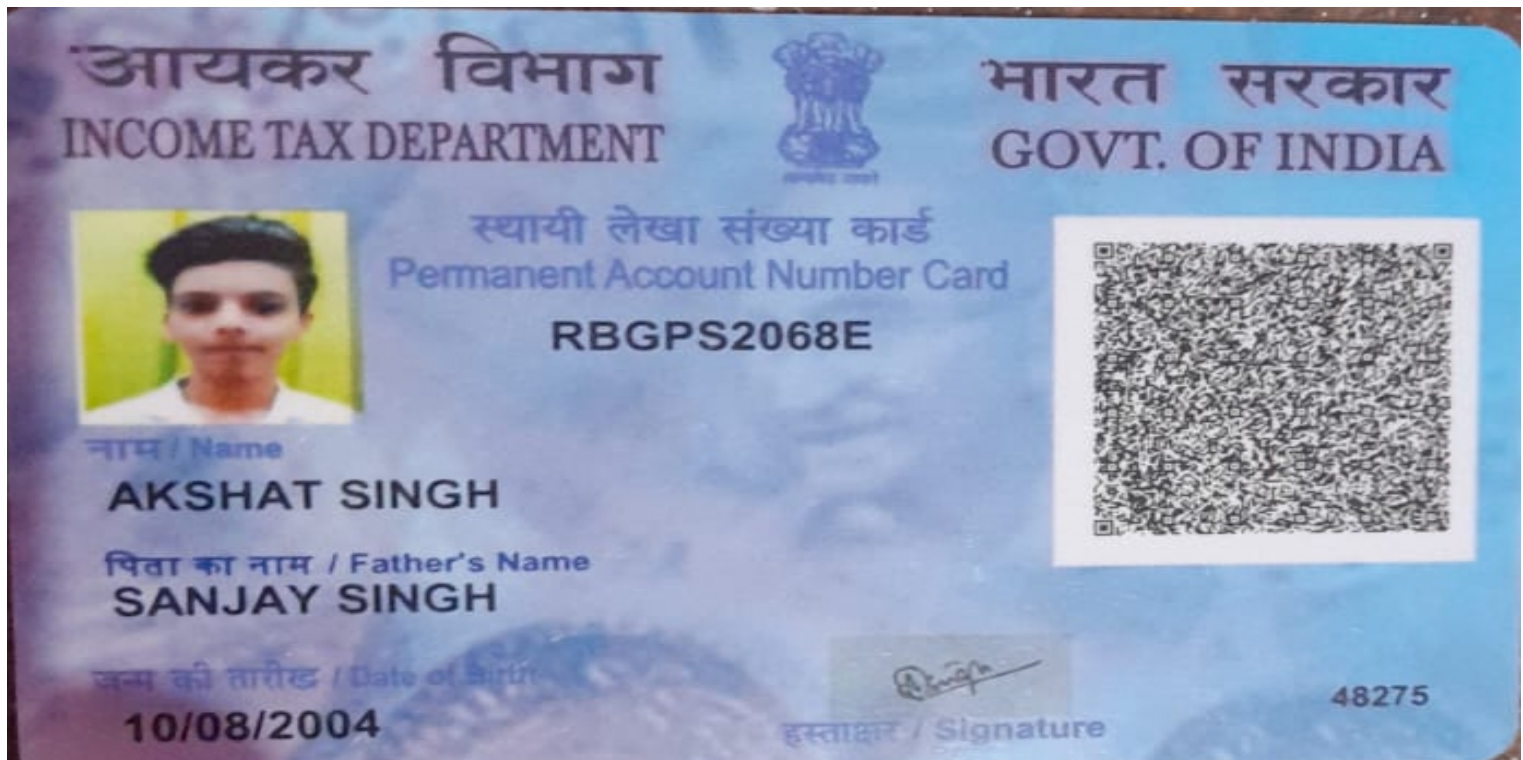 आयकर विभाग
INCOME TAX DEPARTMENT
भारत सरकार
GOVT. OF INDIA
स्थायी लेखा संख्या कार्ड
Permanent Account Number Card
RBGPS2068E
नाम / Name
AKSHAT SINGH
पिता का नाम / Father's Name
SANJAY SINGH
जन्म की तारीख / Date of Birth
10/08/2004
हस्ताक्षर / Signature
48275